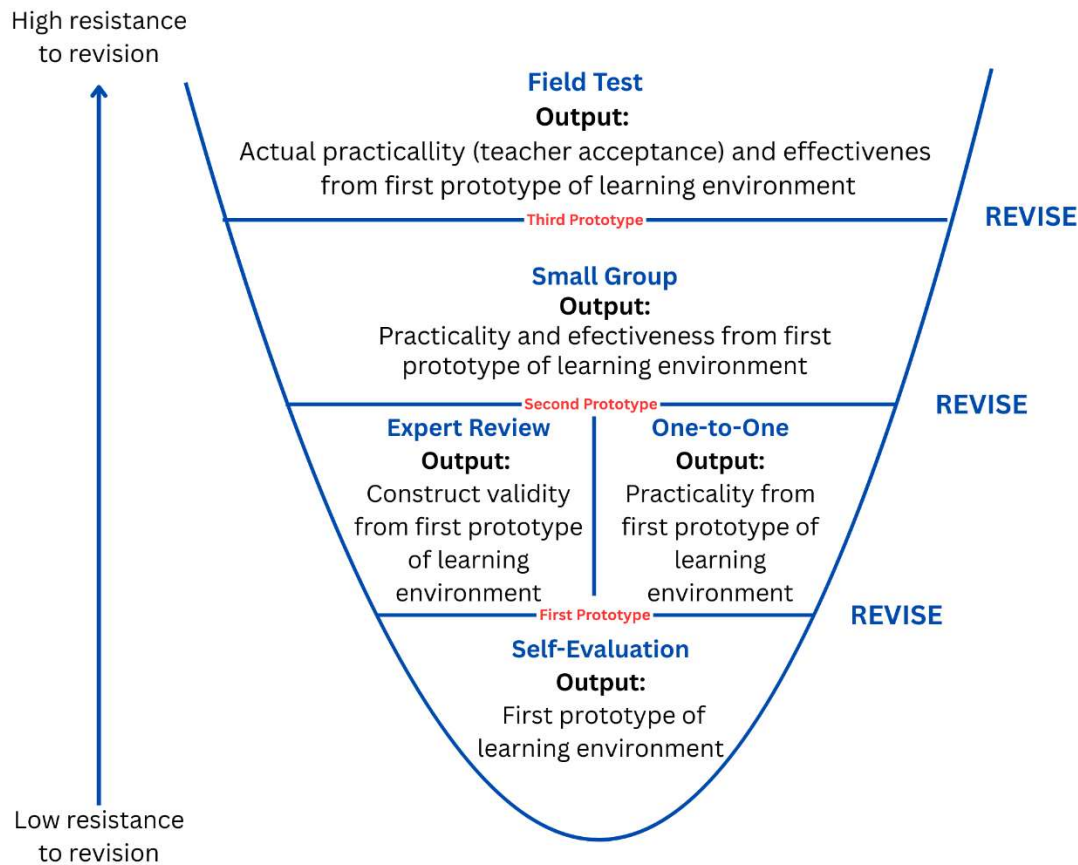 High resistance
to revision
Field Test
Output:
Actual practicallity (teacher acceptance) and effectivenes
from first prototype of learning environment
Third Prototype
REVISE
Small Group
Output:
Practicality and efectiveness from first
prototype of learning environment
Second Prototype
REVISE
Expert Review
Output:
Construct validity
from first prototype
of learning
environment
One-to-One
Output:
Practicality from
first prototype of
learning
environment
First Prototype
REVISE
Self-Evaluation
Output:
First prototype of
learning environment
Low resistance
to revision